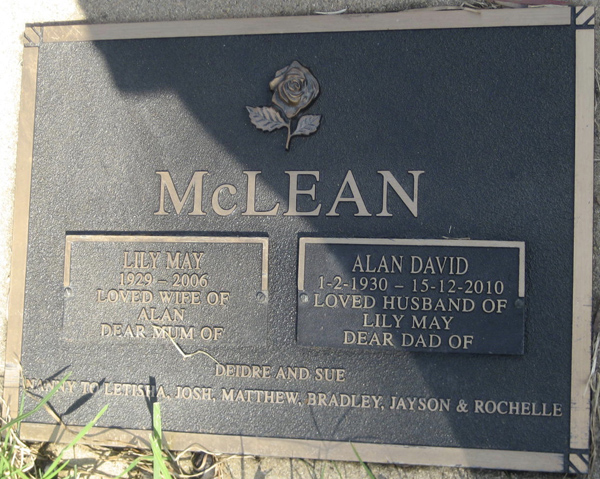 McLEAN
LILY MAY
1929 – 2006
LOVED WIFE OF
ALAN
DEAR MUM OF
ALAN DAVID
1-2-1930 – 15-12-2010
LOVED HUSBAND OF
LILY MAY
DEAR DAD OF
DEIDRE AND SUE
NANNY TO LETISHA, JOSH, MATTHEW, BRADLEY, JAYSON & ROCHELLE